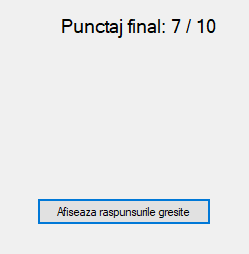 Punctaj final: 7 / 10
Afiseaza raspunsurile gresite